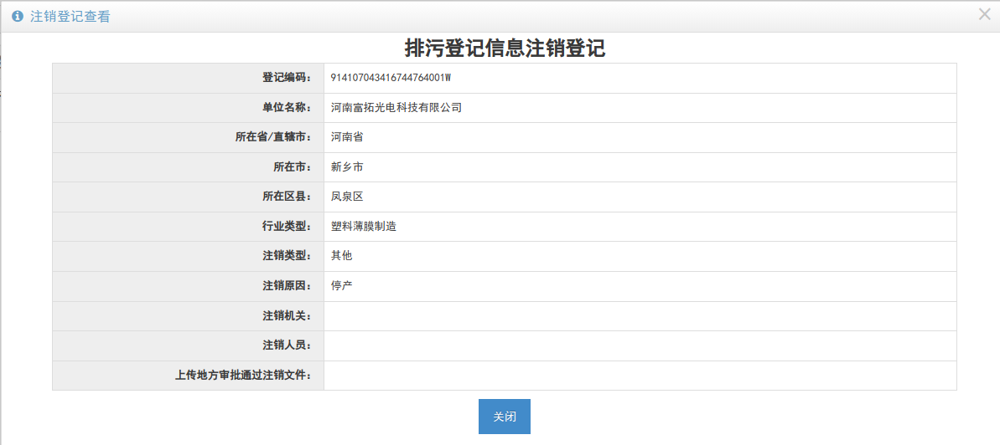 注销登记查看
排污登记信息注销登记
登记编码： 914107043416744764001W
单位名称： 河南富拓光电科技有限公司
所在省/直辖市： 河南省
所在市： 新乡市
所在区县： 凤泉区
行业类型： 塑料薄膜制造
注销类型： 其他
注销原因： 停产
注销机关：
注销人员：
上传地方审批通过注销文件：
关闭